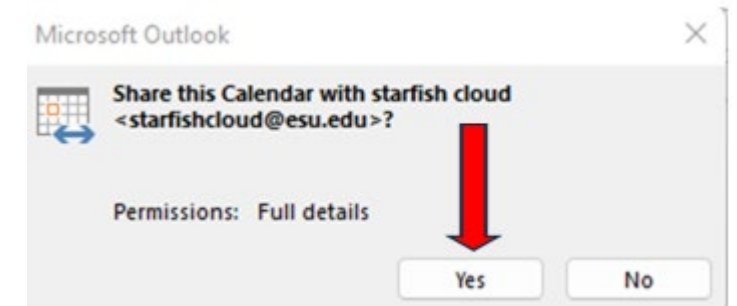 Microsoft Outlook
Share this Calendar with starfish cloud
<starfishcloud@esu.edu>?
Permissions: Full details
Yes
No